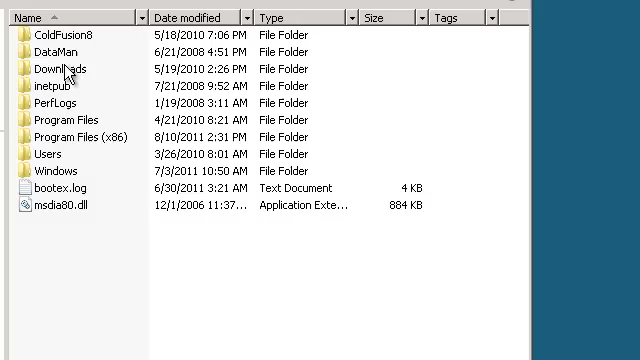 Name Date modified Type Size Tags
ColdFusion8 5/18/2010 7:06 PM File Folder
DataMan 6/21/2008 4:51 PM File Folder
Downloads 5/19/2010 2:26 PM File Folder
inetpub 7/21/2008 9:52 AM File Folder
PerfLogs 1/19/2008 3:11 AM File Folder
Program Files 4/21/2010 8:21 AM File Folder
Program Files (x86) 8/10/2011 2:31 PM File Folder
Users 3/26/2010 8:01 AM File Folder
Windows 7/3/2011 10:50 AM File Folder
bootex.log 6/30/2011 3:21 AM Text Document 4 KB
msdia80.dll 12/1/2006 11:37... Application Exte... 884 KB